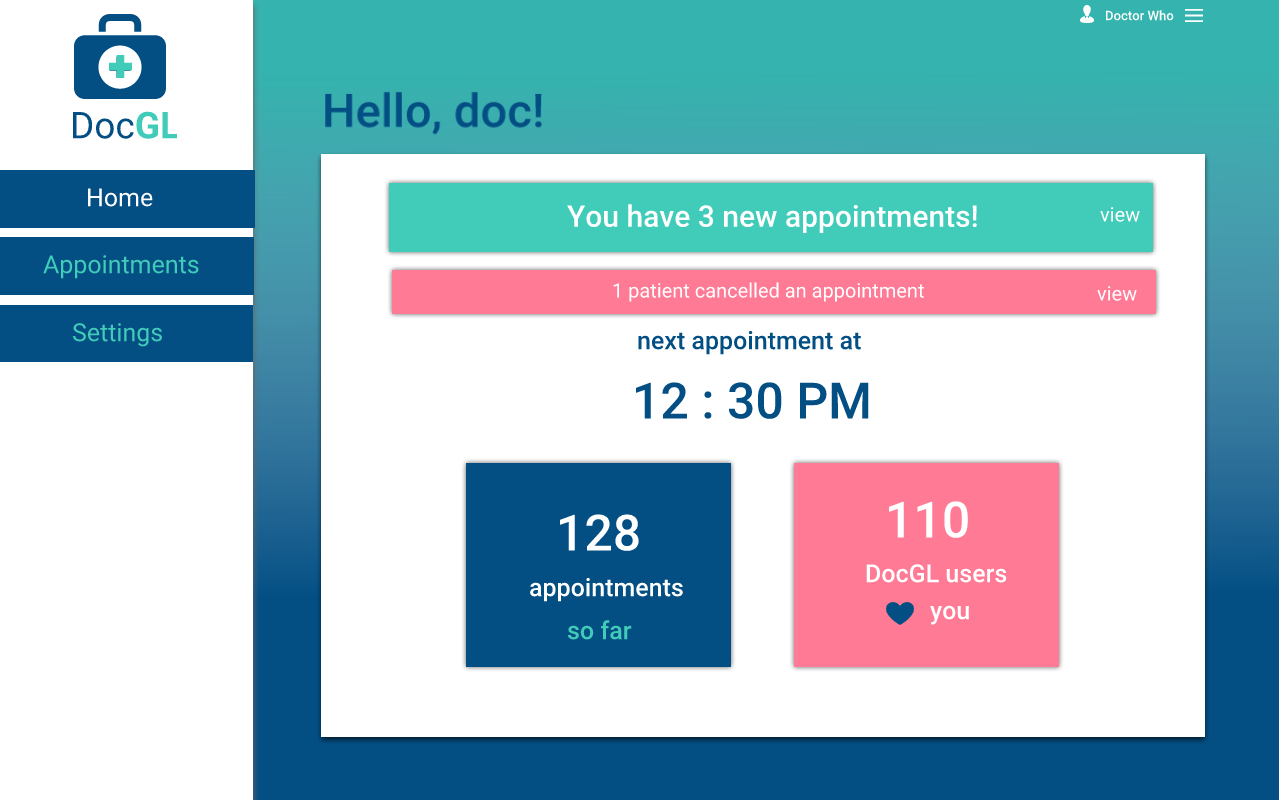 Doctor Who
DocGL
Home
Appointments
Settings
Hello, doc!
You have 3 new appointments!
view
1 patient cancelled an appointment
view
next appointment at
12 : 30 PM
128
appointments
so far
110
DocGL users
you